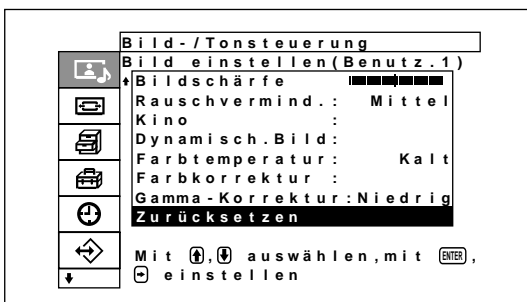 Bild-/Tonsteuerung
Bild einstellen(Benutz.1)
Bildschärfe
Rauschvermind.: Mittel
Kino :
Dynamisch.Bild:
Farbtemperatur: Kalt
Farbkorrektur :
Gamma-Korrektur:Niedrig
Zurücksetzen
Mit ↑,↓ auswählen,mit ENTER,
→ einstellen